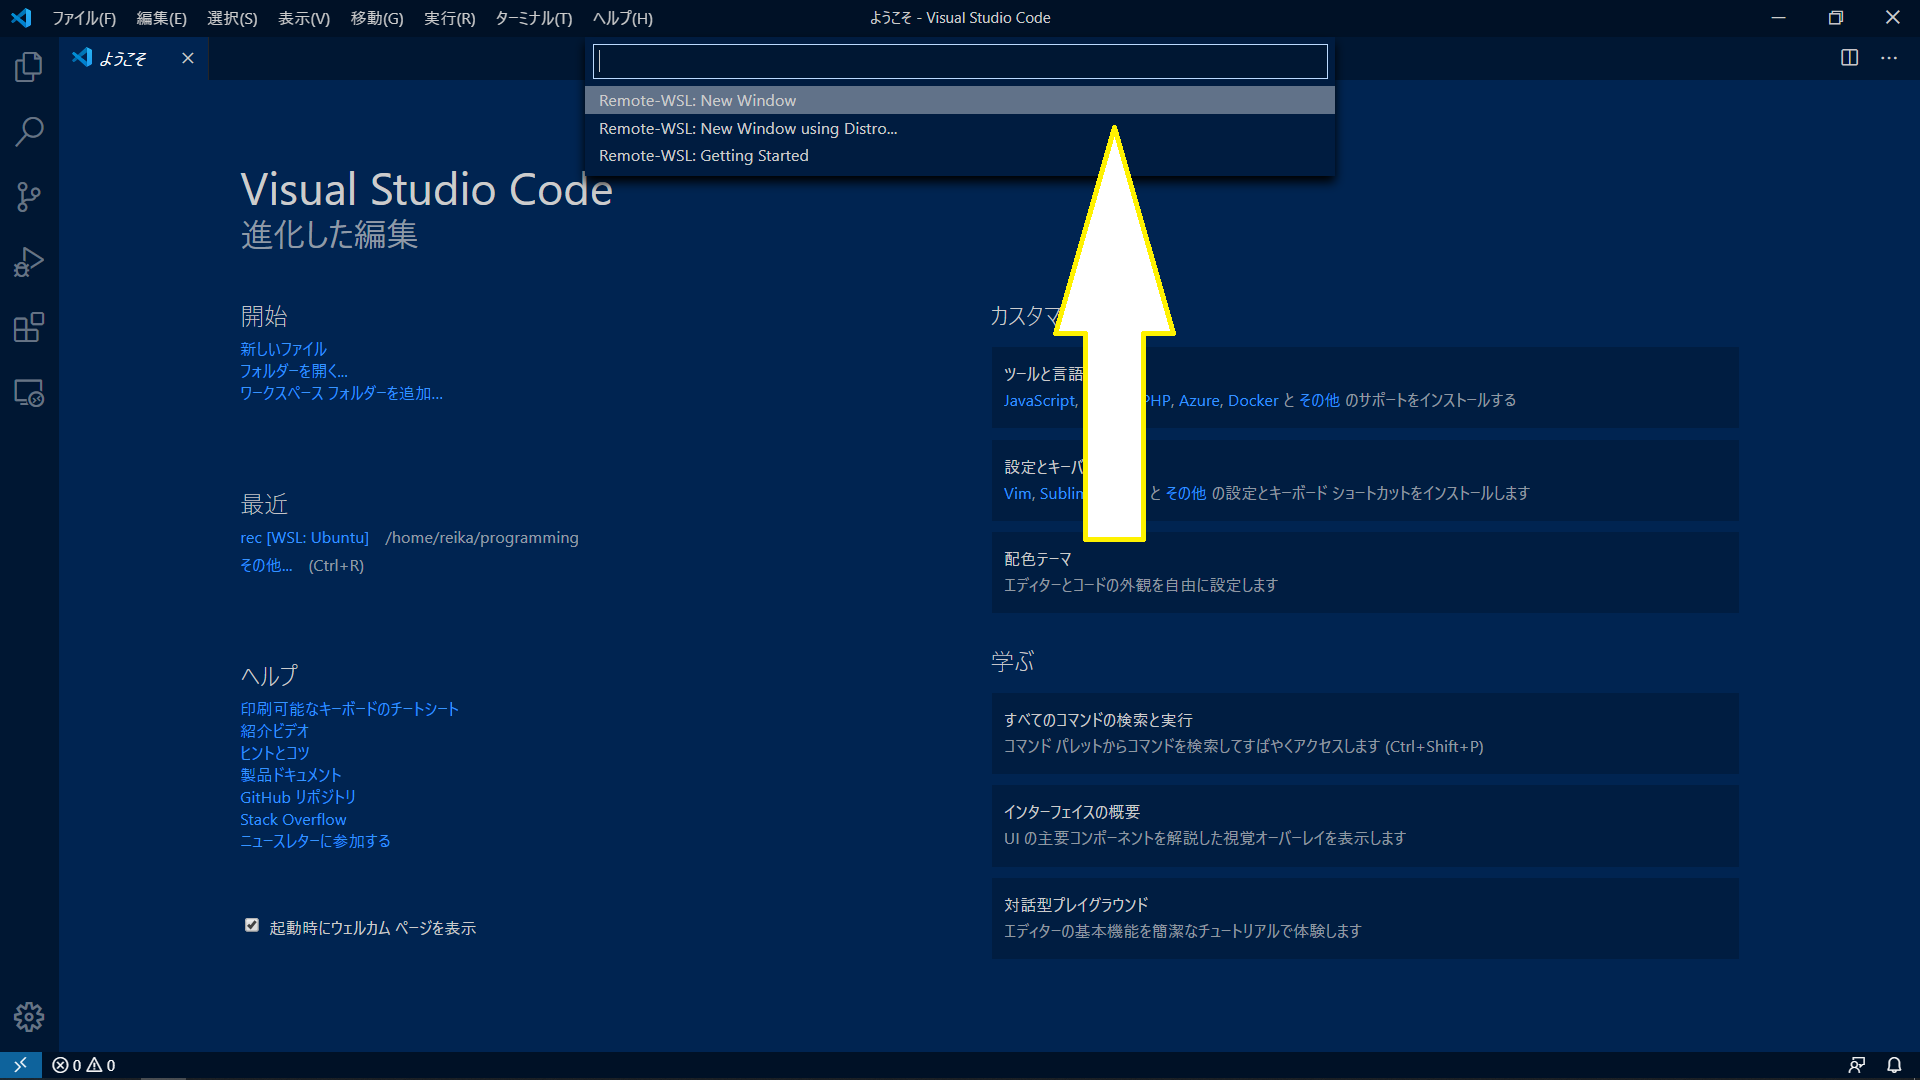 ファイル(F) 編集(E) 選択(S) 表示(V) 移動(G) 実行(R) ターミナル(T) ヘルプ(H)
ようこそ - Visual Studio Code
ようこそ
Remote-WSL: New Window
Remote-WSL: New Window using Distro...
Remote-WSL: Getting Started
Visual Studio Code
進化した編集
開始
新しいファイル
フォルダーを開く...
ワークスペース フォルダーを追加...
最近
rec [WSL: Ubuntu] /home/reika/programming
その他... (Ctrl+R)
ヘルプ
印刷可能なキーボードのチートシート
紹介ビデオ
ヒントとコツ
製品ドキュメント
GitHub リポジトリ
Stack Overflow
ニュースレターに参加する
起動時にウェルカム ページを表示
カスタマ
ツールと言語
JavaScript, PHP, Azure, Docker と その他 のサポートをインストールする
設定とキーバ
Vim, Sublim と その他 の設定とキーボード ショートカットをインストールします
配色テーマ
エディターとコードの外観を自由に設定します
学ぶ
すべてのコマンドの検索と実行
コマンド パレットからコマンドを検索してすばやくアクセスします (Ctrl+Shift+P)
インターフェイスの概要
UI の主要コンポーネントを解説した視覚オーバーレイを表示します
対話型プレイグラウンド
エディターの基本機能を簡潔なチュートリアルで体験します
0 0